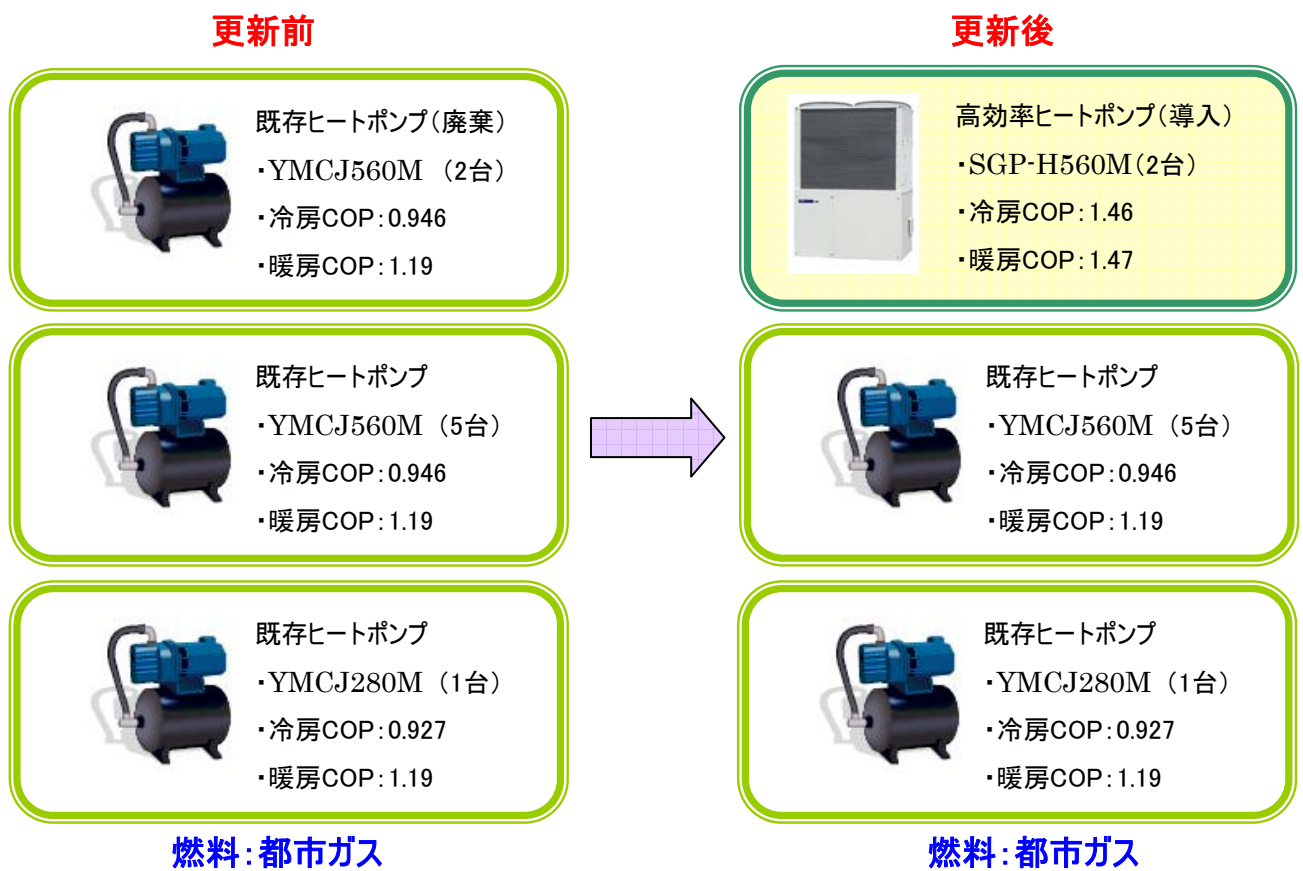 更新前
既存ヒートポンプ（廃棄）
・YMCJ560M （2台）
・冷房COP：0.946
・暖房COP：1.19
既存ヒートポンプ
・YMCJ560M （5台）
・冷房COP：0.946
・暖房COP：1.19
既存ヒートポンプ
・YMCJ280M （1台）
・冷房COP：0.927
・暖房COP：1.19
燃料：都市ガス
更新後
高効率ヒートポンプ（導入）
・SGP-H560M（2台）
・冷房COP：1.46
・暖房COP：1.47
既存ヒートポンプ
・YMCJ560M （5台）
・冷房COP：0.946
・暖房COP：1.19
既存ヒートポンプ
・YMCJ280M （1台）
・冷房COP：0.927
・暖房COP：1.19
燃料：都市ガス